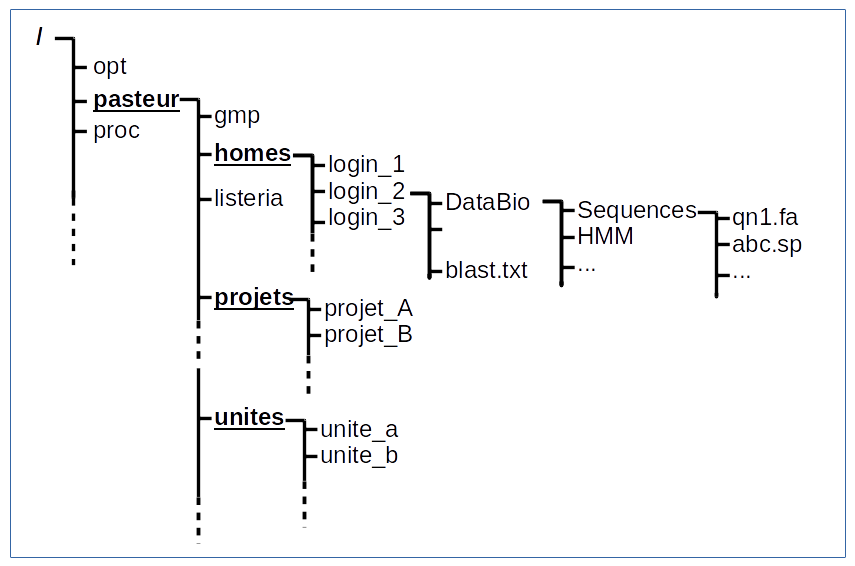 /
opt
pasteur
proc
gmp
homes
listeria
projets
unites
login_1
login_2
login_3
projet_A
projet_B
unite_a
unite_b
DataBio
blast.txt
Sequences
HMM
...
qn1.fa
abc.sp
...